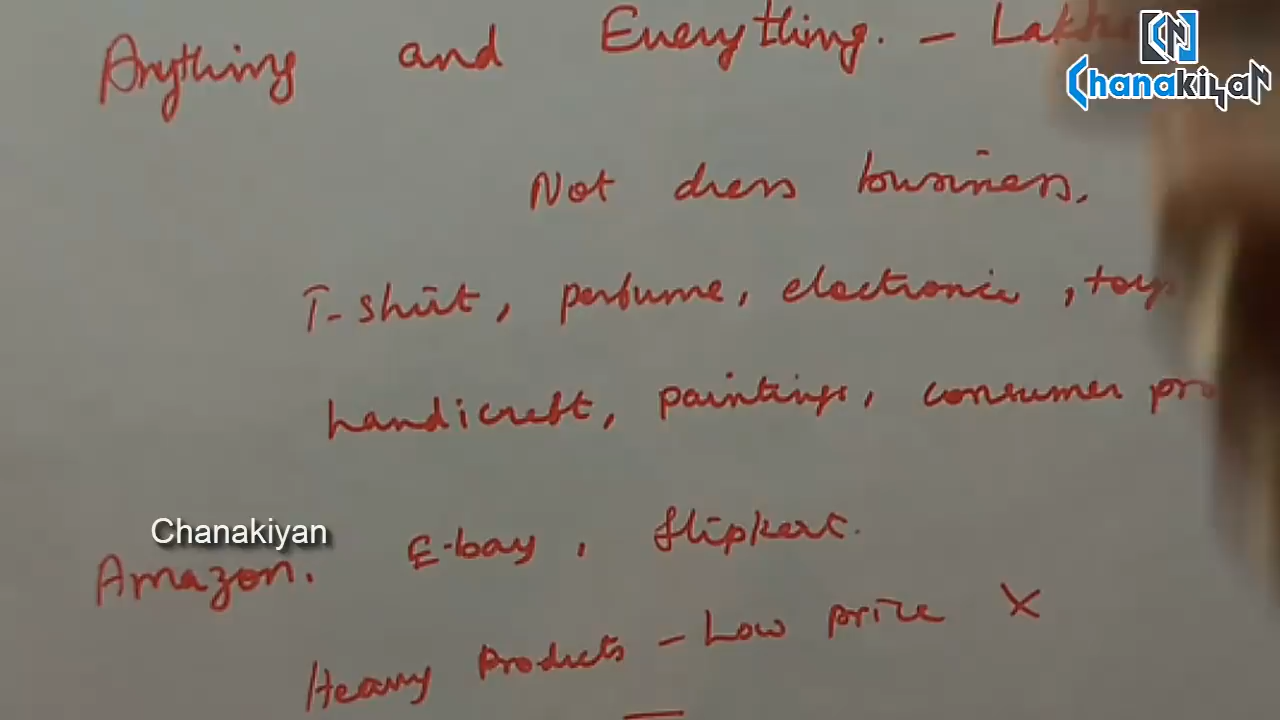 Anything and Everything. -
CN
Chanakiyan
Not dress business.
T-shirt, perfume, electronic, toy
handicraft, paintings, consumer pro
Chanakiyan
Amazon. E-bay, flipkart.
Heavy Products - Low price X